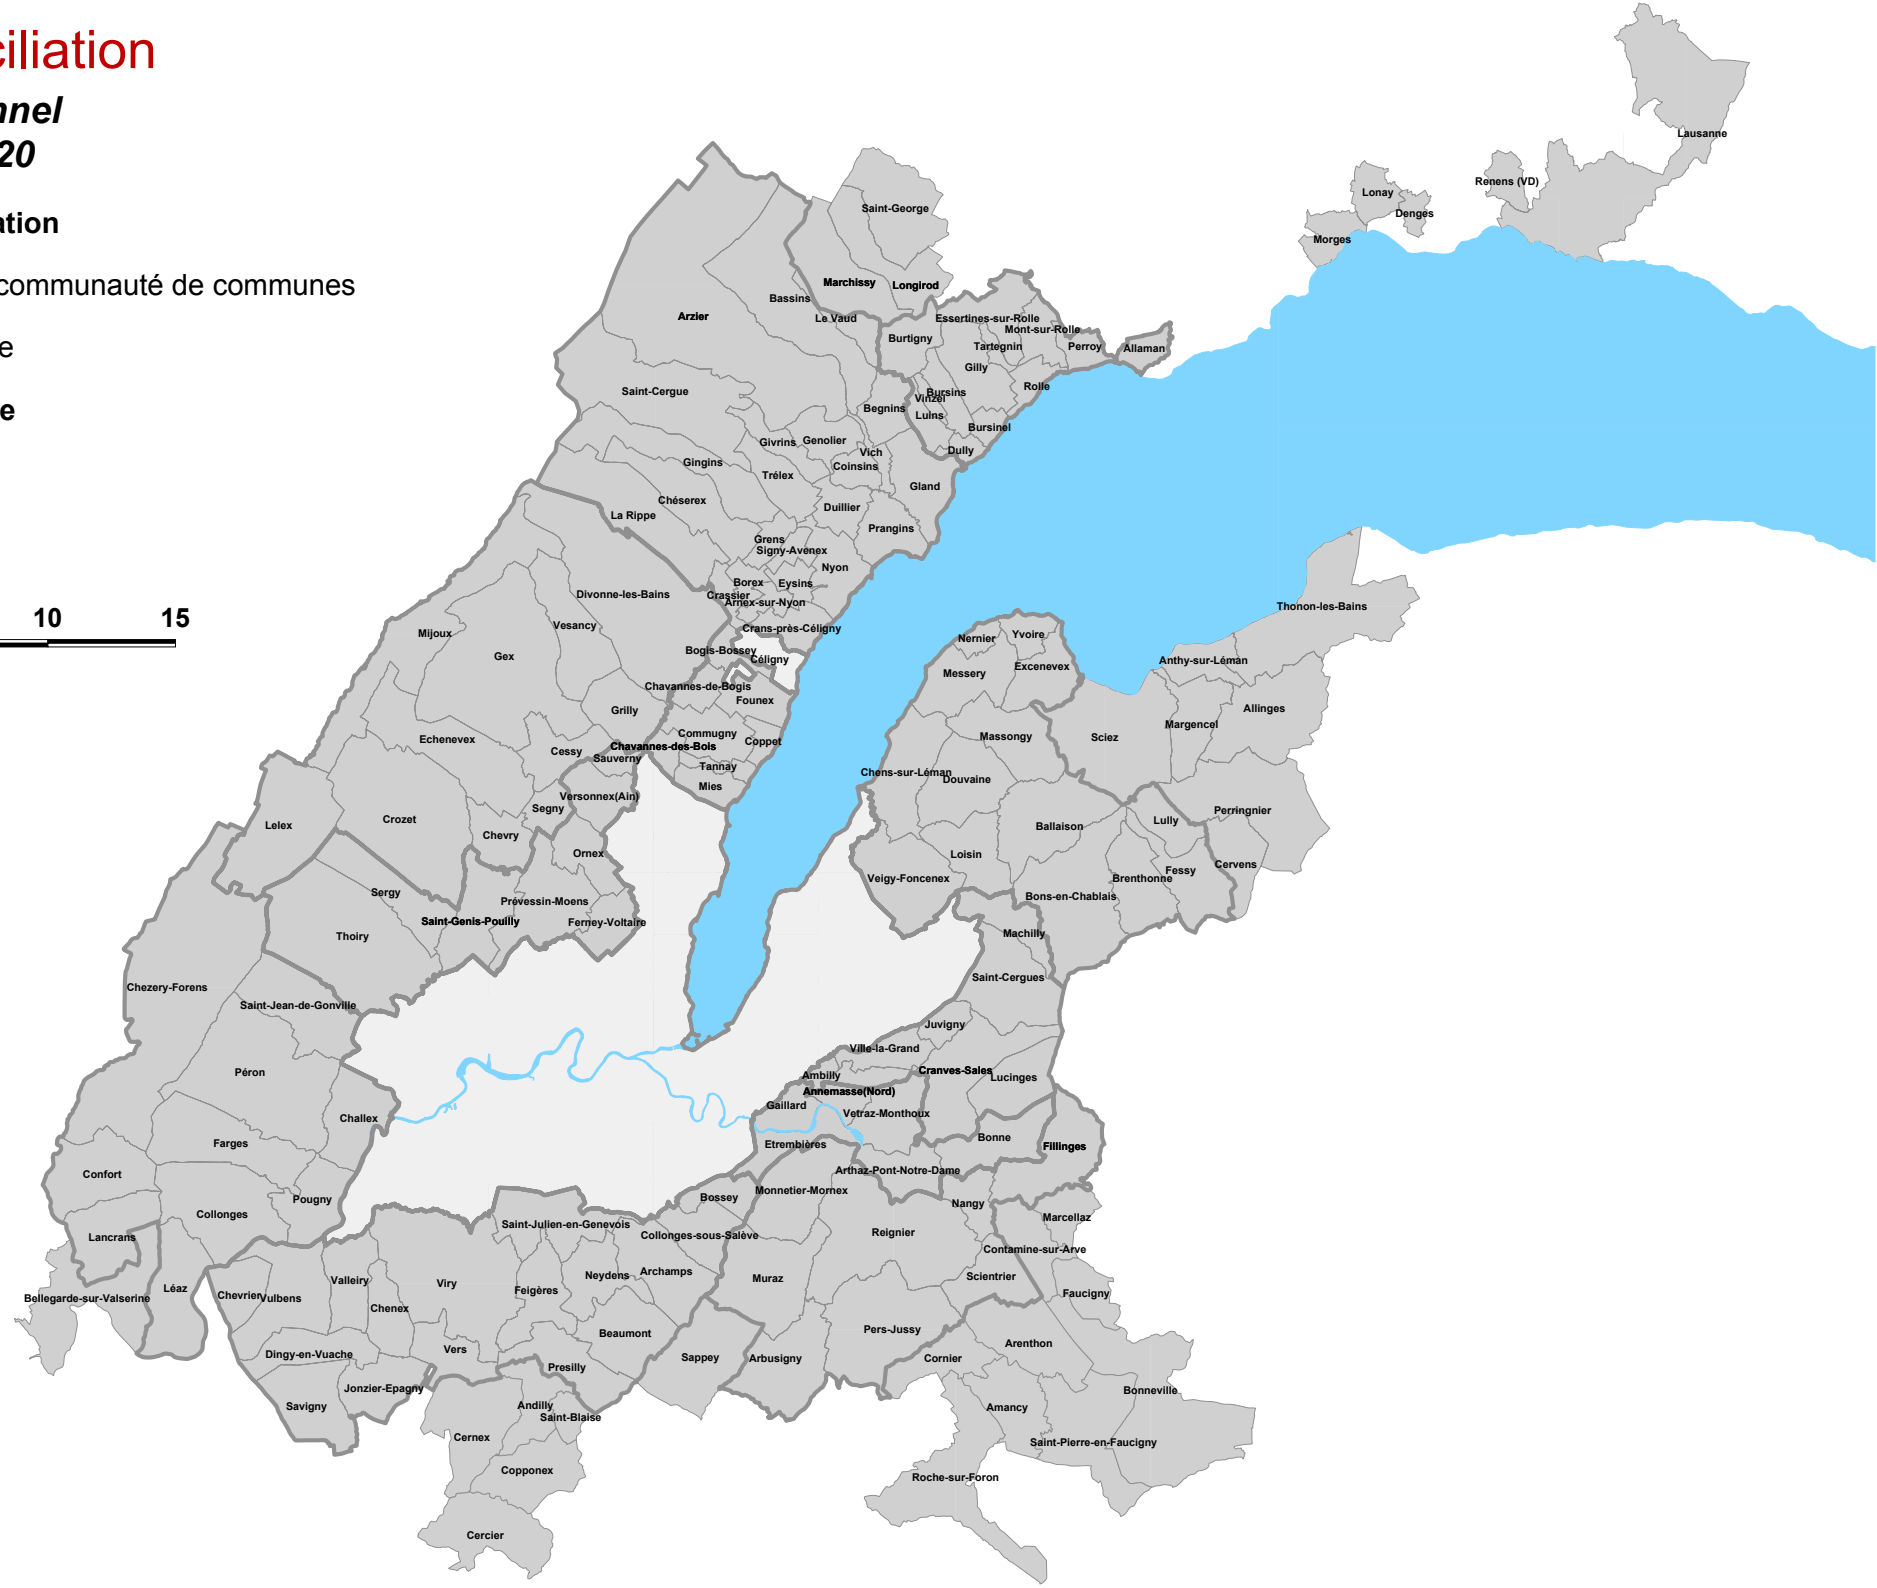 ciliation
nnel
20
ation
communauté de communes
e
e
10 15
Lausanne
Renens (VD)
Lonay
Denges
Morges
Saint-George
Marchissy
Longirod
Bassins
Le Vaud
Arzier
Essertines-sur-Rolle
Mont-sur-Rolle
Burtigny
Tartegnin
Perroy
Allaman
Gilly
Rolle
Saint-Cergue
Bursins
Vinzel
Begnins
Luins
Bursinel
Givrins
Genolier
Vich
Dully
Gingins
Coinsins
Trélex
Gland
Chéserex
Duillier
La Rippe
Prangins
Grens
Signy-Avenex
Nyon
Borex
Eysins
Divonne-les-Bains
Crassier
Arnex-sur-Nyon
Thonon-les-Bains
Vesancy
Crans-près-Céligny
Mijoux
Nernier
Yvoire
Bogis-Bossey
Céligny
Gex
Anthy-sur-Léman
Excenevex
Messery
Chavannes-de-Bogis
Founex
Grilly
Allinges
Margencel
Commugny
Coppet
Echenevex
Massongy
Sciez
Chavannes-des-Bois
Cessy
Sauverny
Tannay
Chens-sur-Léman
Douvaine
Mies
Versonnex(Ain)
Segny
Perringnier
Crozet
Lully
Lelex
Chevry
Ballaison
Ornex
Loisin
Cervens
Fessy
Veigy-Foncenex
Brenthonne
Sergy
Bons-en-Chablais
Prévessin-Moens
Saint-Genis-Pouilly
Ferney-Voltaire
Thoiry
Machilly
Saint-Cergues
Chezery-Forens
Saint-Jean-de-Gonville
Juvigny
Ville-la-Grand
Péron
Cranves-Sales
Ambilly
Lucinges
Annemasse(Nord)
Gaillard
Vetraz-Monthoux
Challex
Bonne
Etrembières
Farges
Fillinges
Confort
Arthaz-Pont-Notre-Dame
Monnetier-Mornex
Bossey
Pougny
Nangy
Collonges
Marcellaz
Saint-Julien-en-Genevois
Reignier
Collonges-sous-Salève
Lancrans
Contamine-sur-Arve
Archamps
Neydens
Scientrier
Muraz
Valleiry
Viry
Léaz
Feigères
Faucigny
Bellegarde-sur-Valserine
Chevrier
Vulbens
Chenex
Pers-Jussy
Beaumont
Arenthon
Vers
Dingy-en-Vuache
Sappey
Arbusigny
Cornier
Presilly
Jonzier-Epagny
Bonneville
Savigny
Andilly
Amancy
Saint-Blaise
Cernex
Saint-Pierre-en-Faucigny
Copponex
Roche-sur-Foron
Cercier